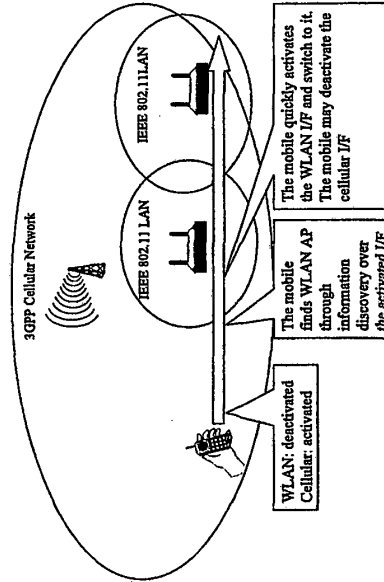 3GPP Cellular Network
IEEE 802.11 LAN
IEEE 802.11LAN
WLAN: deactivated
Cellular: activated
The mobile
finds WLAN AP
through
information
discovery over
the activated I/F
The mobile quickly activates
the WLAN I/F and switch to it.
The mobile may deactivate the
cellular I/F